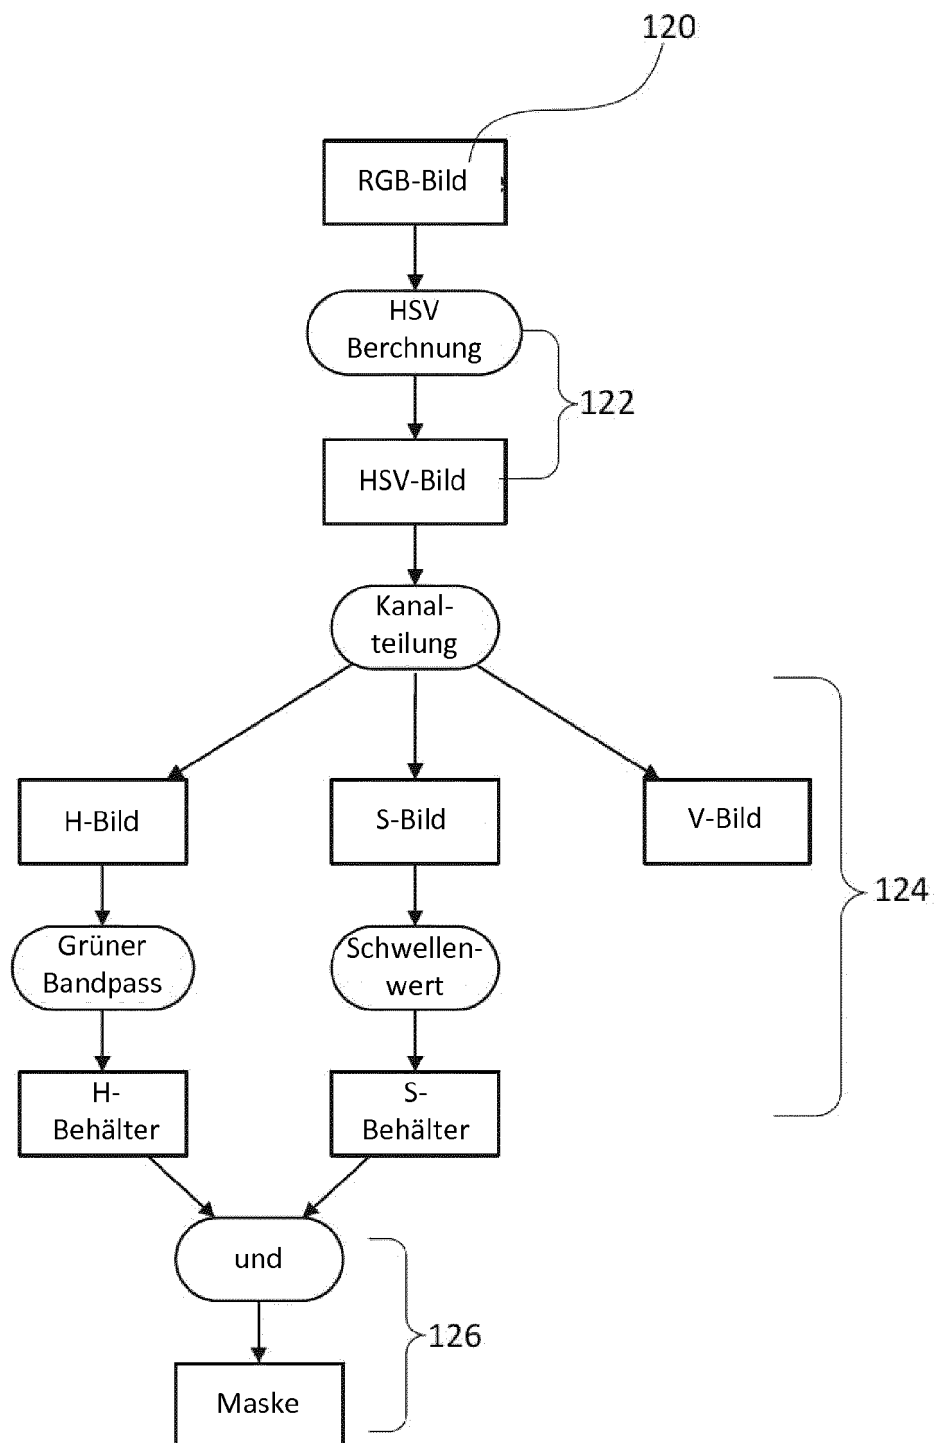 120
RGB-Bild
HSV
Berchnung
122
HSV-Bild
Kanal-
teilung
H-Bild
S-Bild
V-Bild
124
Grüner
Bandpass
Schwellen-
wert
H-
Behälter
S-
Behälter
und
126
Maske